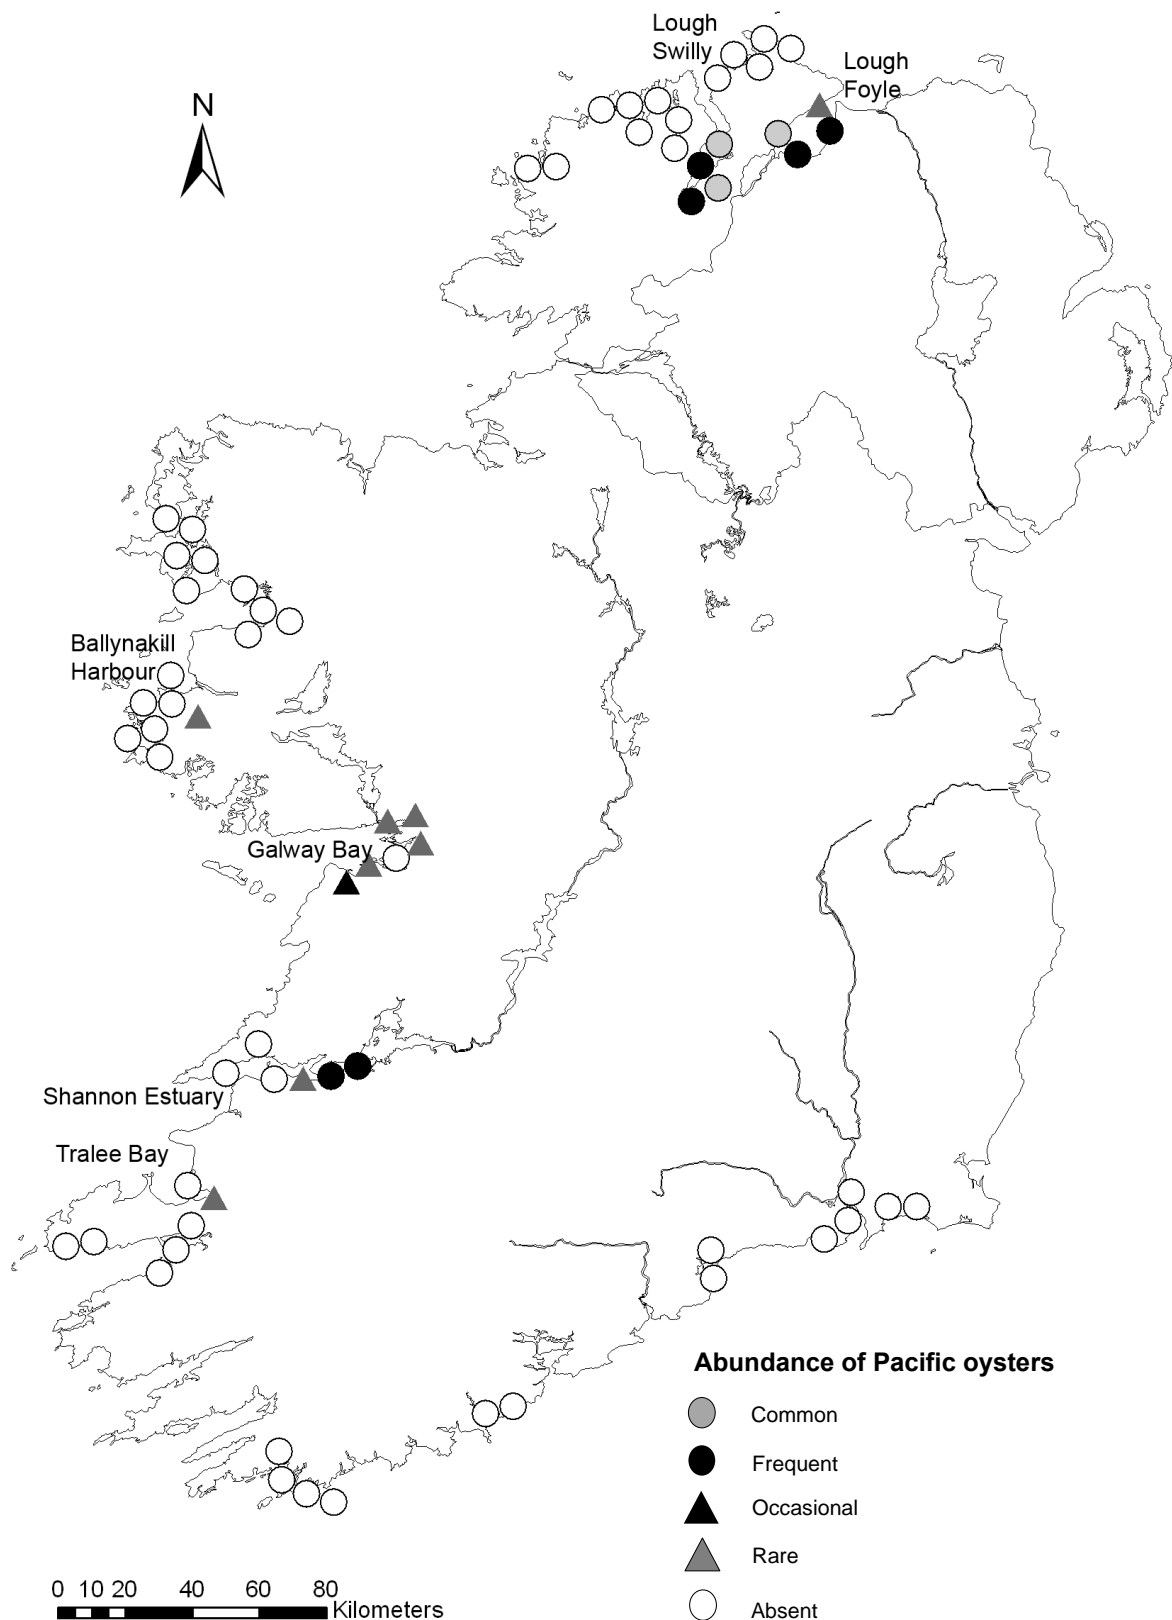 Lough
Swilly
Lough
Foyle
N
Ballynakill
Harbour
Galway Bay
Shannon Estuary
Tralee Bay
Abundance of Pacific oysters
Common
Frequent
Occasional
Rare
Absent
0 10 20 40 60 80
Kilometers